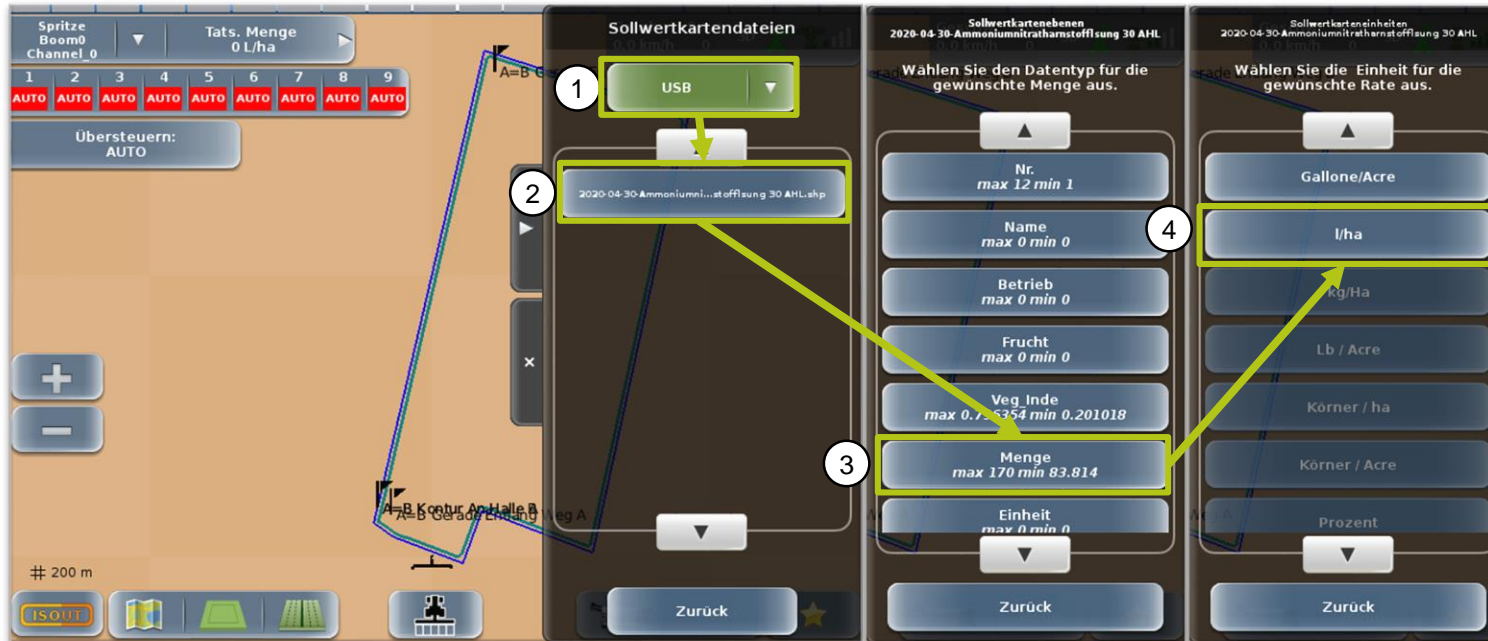 Spritze
Boom0
Channel_0
Tats. Menge
0 L/ha
1 2 3 4 5 6 7 8 9
AUTO AUTO AUTO AUTO AUTO AUTO AUTO AUTO AUTO
Übersteuern:
AUTO
A=B G
A=B Kontur An Halle B
A=B Gerade Entlang Weg A
200 m
ISOUT
Sollwertkartendateien
1
USB
2
2020-04-30-Ammoniumni...stofflsung 30 AHL.shp
Zurück
Sollwertkartenebenen
2020-04-30-Ammoniumnitratharnstofflsung 30 AHL
Wählen Sie den Datentyp für die
gewünschte Menge aus.
Nr.
max 12 min 1
Name
max 0 min 0
Betrieb
max 0 min 0
Frucht
max 0 min 0
Veg_Inde
max 0.796354 min 0.201018
3
Menge
max 170 min 83.814
Einheit
max 0 min 0
Zurück
Sollwertkarteneinheiten
2020-04-30-Ammoniumnitratharnstofflsung 30 AHL
Wählen Sie die Einheit für die
gewünschte Rate aus.
Gallone/Acre
4
l/ha
kg/Ha
Lb / Acre
Körner / ha
Körner / Acre
Prozent
Zurück